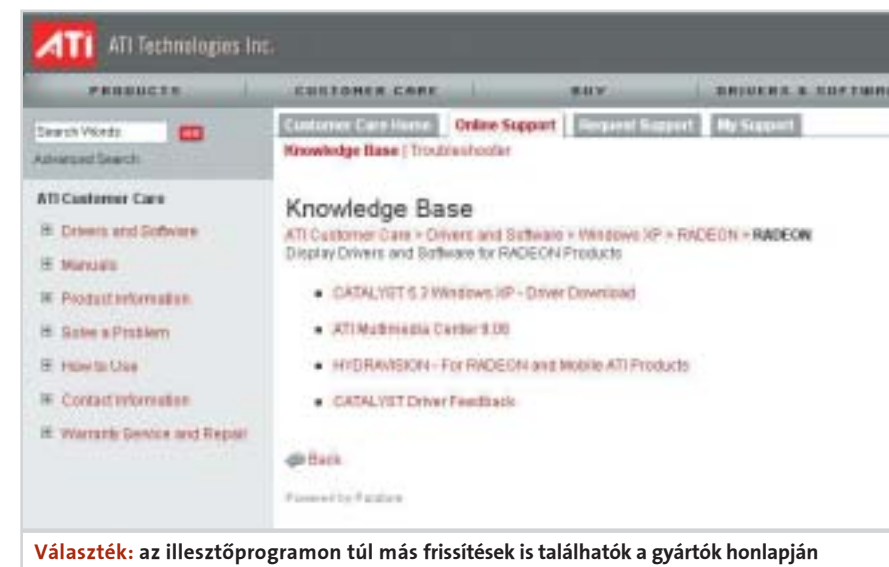 ATI ATI Technologies Inc.
PRODUCTS CUSTOMER CARE BUY DRIVERS & SOFTWARE
Search Words
Advanced Search
Customer Care Home Online Support Request Support My Support
Knowledge Base | Troubleshooter
ATI Customer Care
Drivers and Software
Manuals
Product Information
Solve a Problem
How to Use
Contact Information
Warranty Service and Repair
Knowledge Base
ATI Customer Care > Drivers and Software > Windows XP > RADEON > RADEON
Display Drivers and Software for RADEON Products
CATALYST Windows XP - Driver Download
ATI Multimedia Center
HYDRAVISION - For RADEON and Mobile ATI Products
CATALYST Driver Feedback
Back
Powered by
Választék: az illesztőprogramon túl más frissítések is találhatók a gyártók honlapján